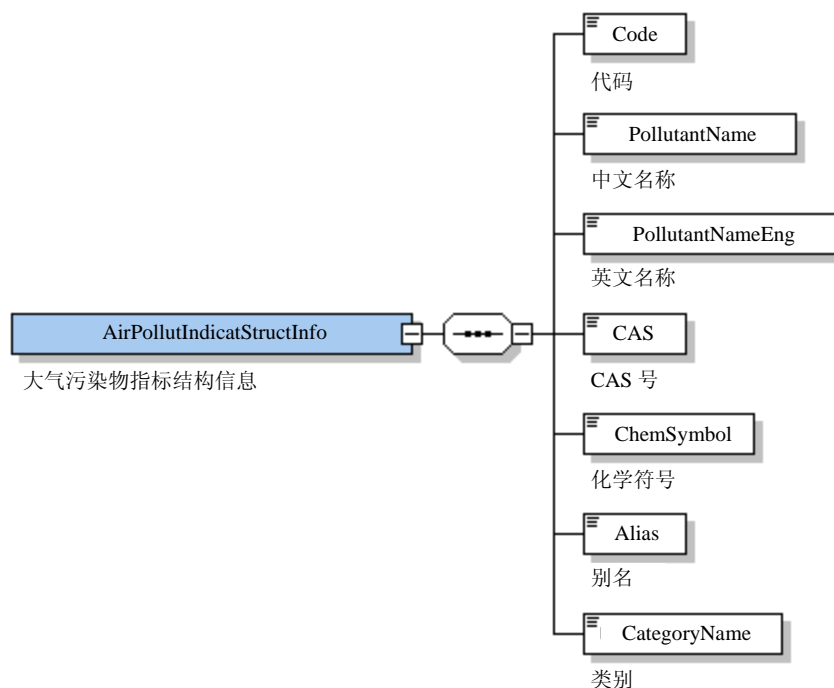 Code
代码
PollutantName
中文名称
PollutantNameEng
英文名称
AirPollutIndicatStructInfo
大气污染物指标结构信息
CAS
CAS 号
ChemSymbol
化学符号
Alias
别名
CategoryName
类别